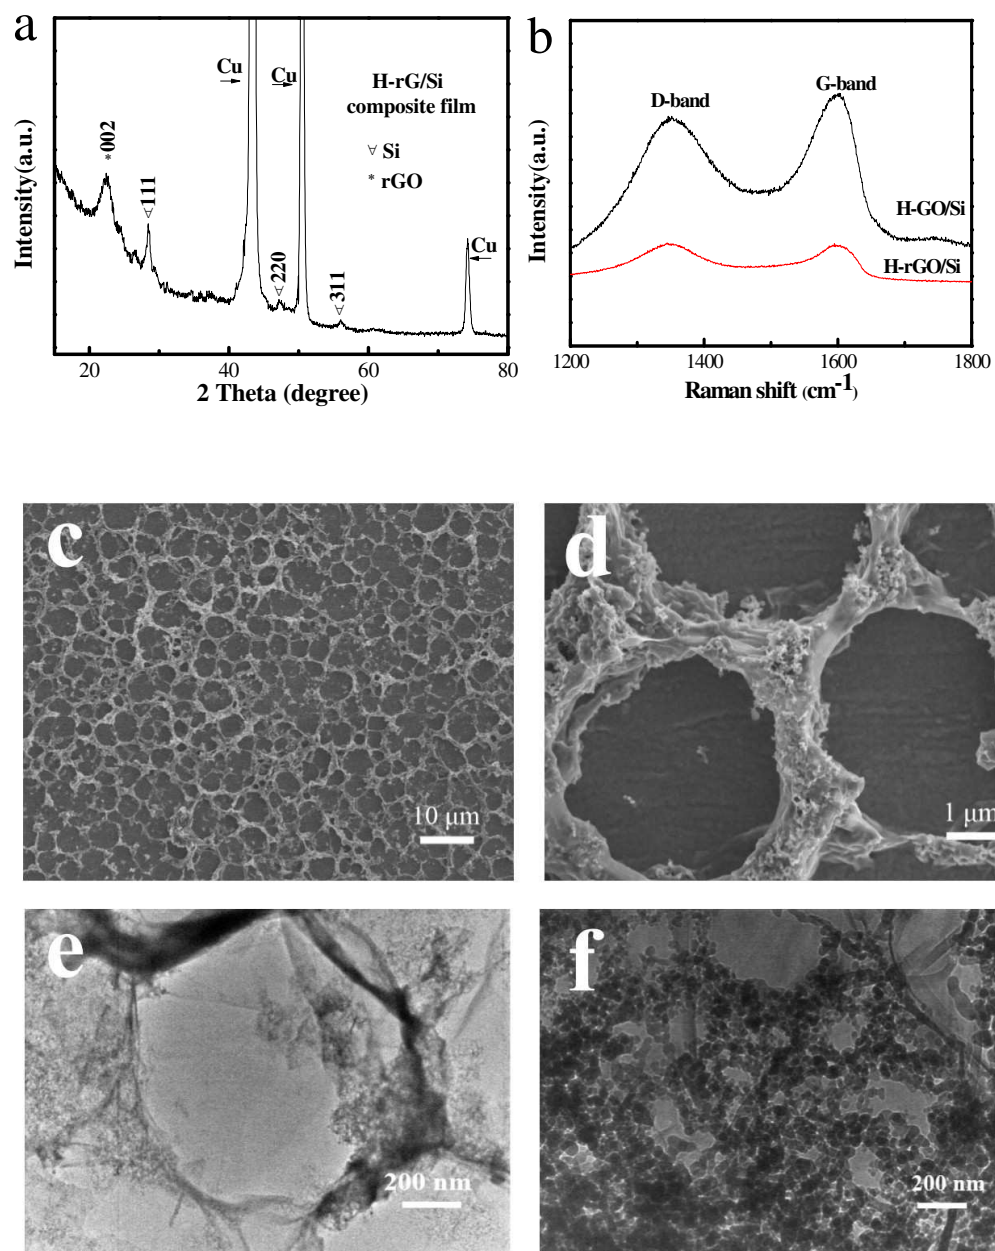 a
Intensity(a.u.)
*002
∀111
Cu
Cu
∀220
∀311
Cu
H-rG/Si
composite film
∀ Si
* rGO
20
40
60
80
2 Theta (degree)
b
Intensity(a.u.)
D-band
G-band
H-GO/Si
H-rGO/Si
1200
1400
1600
1800
Raman shift (cm-1)
c
10 μm
d
1 μm
e
200 nm
f
200 nm